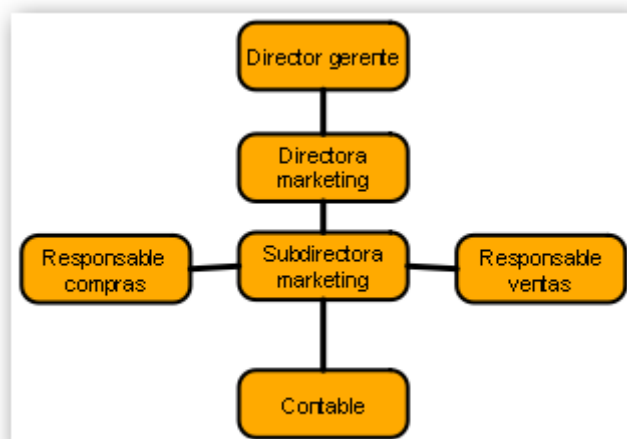 Director gerente
Directora
marketing
Responsable
compras
Subdirectora
marketing
Responsable
ventas
Contable